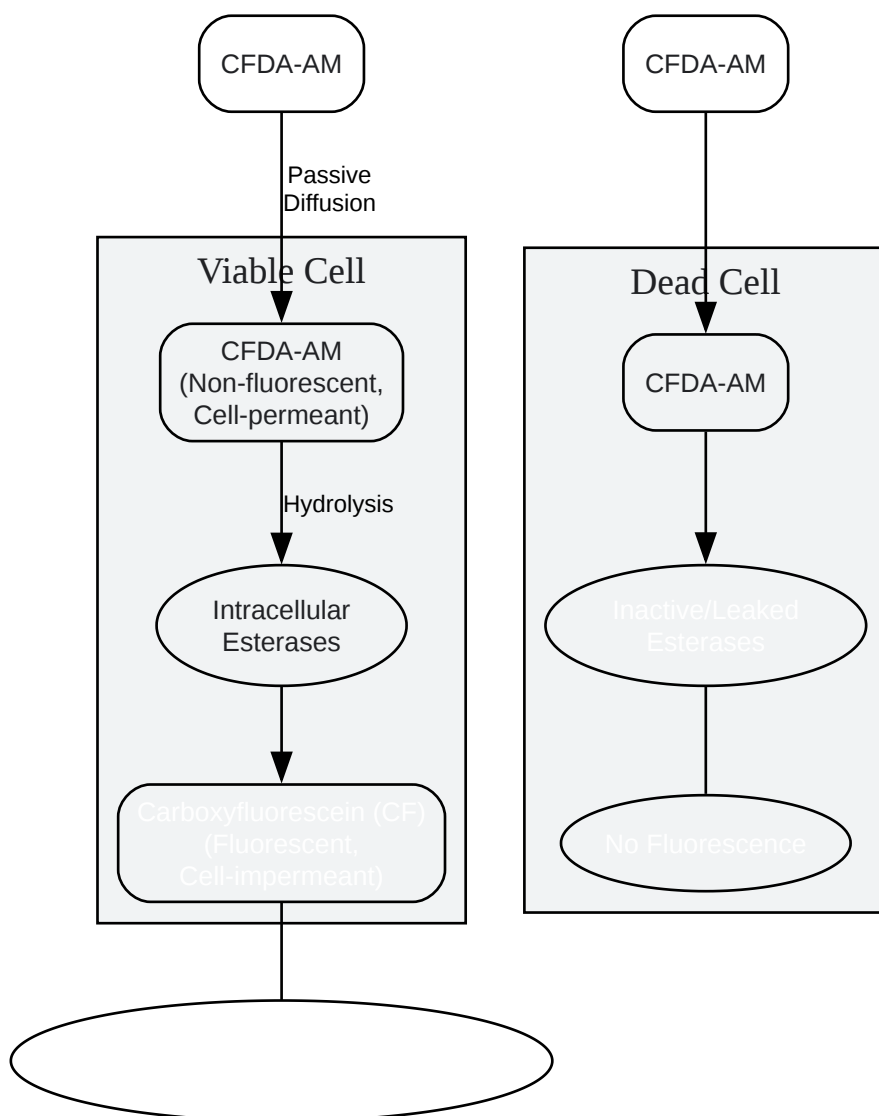 CFDA-AM
Passive
Diffusion
Viable Cell
CFDA-AM
(Non-fluorescent,
Cell-permeant)
Hydrolysis
Intracellular
Esterases
Carboxyfluorescein (CF)
(Fluorescent,
Cell-impermeant)
CFDA-AM
Dead Cell
CFDA-AM
Inactive/Leaked
Esterases
No Fluorescence